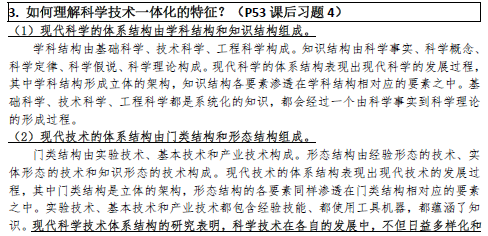 3. 如何理解科学技术一体化的特征？（P53 课后习题 4）
（1）现代科学的体系结构由学科结构和知识结构组成。
学科结构由基础科学、技术科学、工程科学构成。知识结构由科学事实、科学概念、
科学定律、科学假说、科学理论构成。现代科学的体系结构表现出现代科学的发展过程，
其中学科结构形成立体的架构，知识结构各要素渗透在学科结构相对应的要素之中。基
础科学、技术科学、工程科学都是系统化的知识，都会经过一个由科学事实到科学理论
的形成过程。
（2）现代技术的体系结构由门类结构和形态结构组成。
门类结构由实验技术、基本技术和产业技术构成。形态结构由经验形态的技术、实
体形态的技术和知识形态的技术构成。现代技术的体系结构表现出现代技术的发展过
程，其中门类结构是立体的架构，形态结构的各要素同样渗透在门类结构相对应的要素
之中。实验技术、基本技术和产业技术都包含经验技能、都使用工具机器，都蕴涵了知
识。现代科学技术体系结构的研究表明，科学技术在各自的发展中，不但日益多样化和